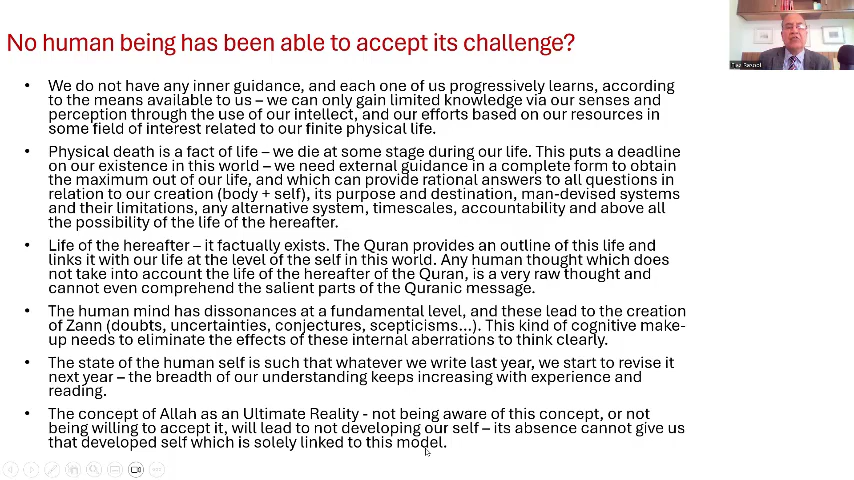 No human being has been able to accept its challenge?
• We do not have any inner guidance, and each one of us progressively learns, according
to the means available to us – we can only gain limited knowledge via our senses and
perception through the use of our intellect, and our efforts based on our resources in
some field of interest related to our finite physical life.
• Physical death is a fact of life – we die at some stage during our life. This puts a deadline
on our existence in this world – we need external guidance in a complete form to obtain
the maximum out of our life, and which can provide rational answers to all questions in
relation to our creation (body + self), its purpose and destination, man-devised systems
and their limitations, any alternative system, timescales, accountability and above all
the possibility of the life of the hereafter.
• Life of the hereafter – it factually exists. The Quran provides an outline of this life and
links it with our life at the level of the self in this world. Any human thought which does
not take into account the life of the hereafter of the Quran, is a very raw thought and
cannot even comprehend the salient parts of the Quranic message.
• The human mind has dissonances at a fundamental level, and these lead to the creation
of Zann (doubts, uncertainties, conjectures, scepticisms...). This kind of cognitive make-
up needs to eliminate the effects of these internal aberrations to think clearly.
• The state of the human self is such that whatever we write last year, we start to revise it
next year – the breadth of our understanding keeps increasing with experience and
reading.
• The concept of Allah as an Ultimate Reality - not being aware of this concept, or not
being willing to accept it, will lead to not developing our self – its absence cannot give us
that developed self which is solely linked to this model.